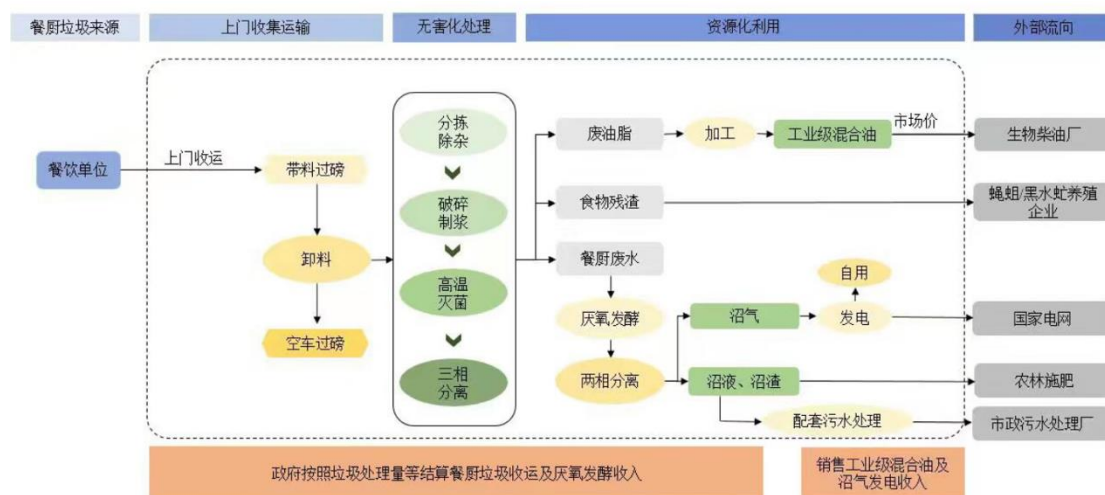 餐厨垃圾来源
上门收集运输
无害化处理
资源化利用
外部流向
分拣
除杂
废油脂
加工
工业级混合油
市场价
生物柴油厂
餐饮单位
上门收运
带料过磅
破碎
制浆
食物残渣
蝇蛆/黑水虻养殖
企业
卸料
餐厨废水
高温
灭菌
自用
厌氧发酵
沼气
发电
国家电网
空车过磅
三相
分离
两相分离
沼液、沼渣
农林施肥
配套污水处理
市政污水处理厂
政府按照垃圾处理量等结算餐厨垃圾收运及厌氧发酵收入
销售工业级混合油及
沼气发电收入